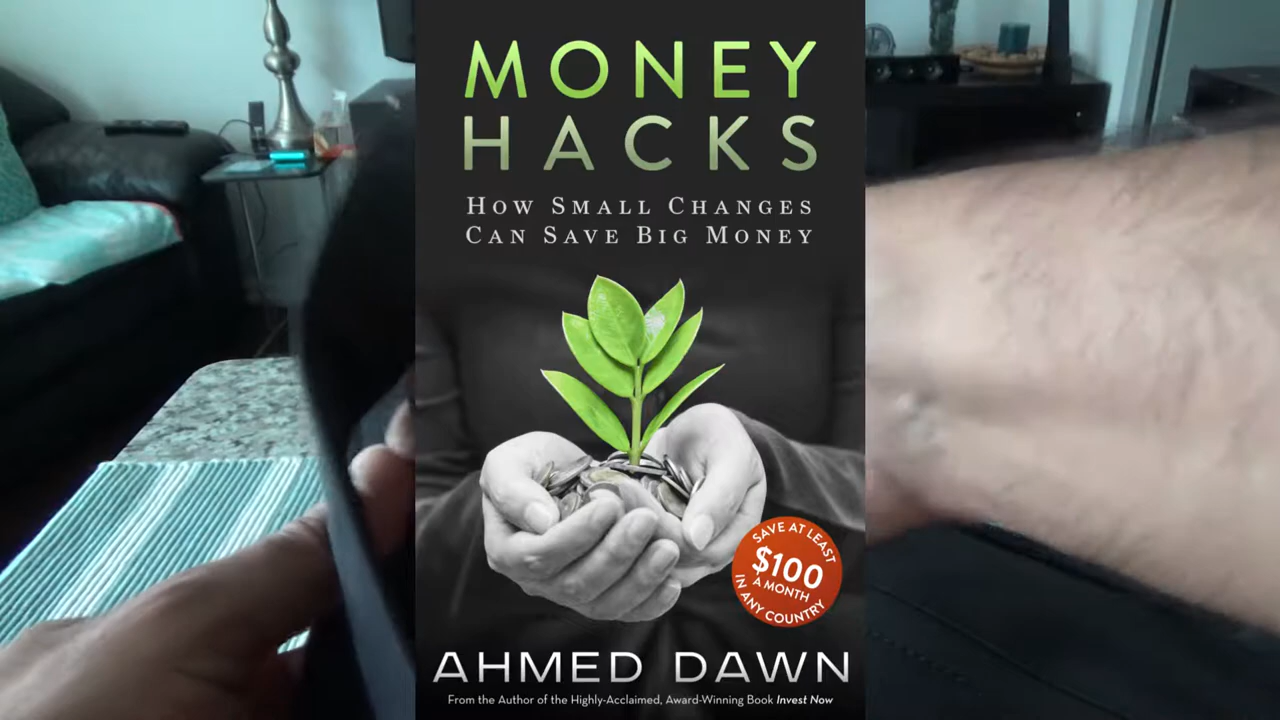 MONEY
HACKS
HOW SMALL CHANGES
CAN SAVE BIG MONEY
SAVE AT LEAST
$100
A MONTH
IN ANY COUNTRY
AHMED DAWN
From the Author of the Highly-Acclaimed, Award-Winning Book Invest Now